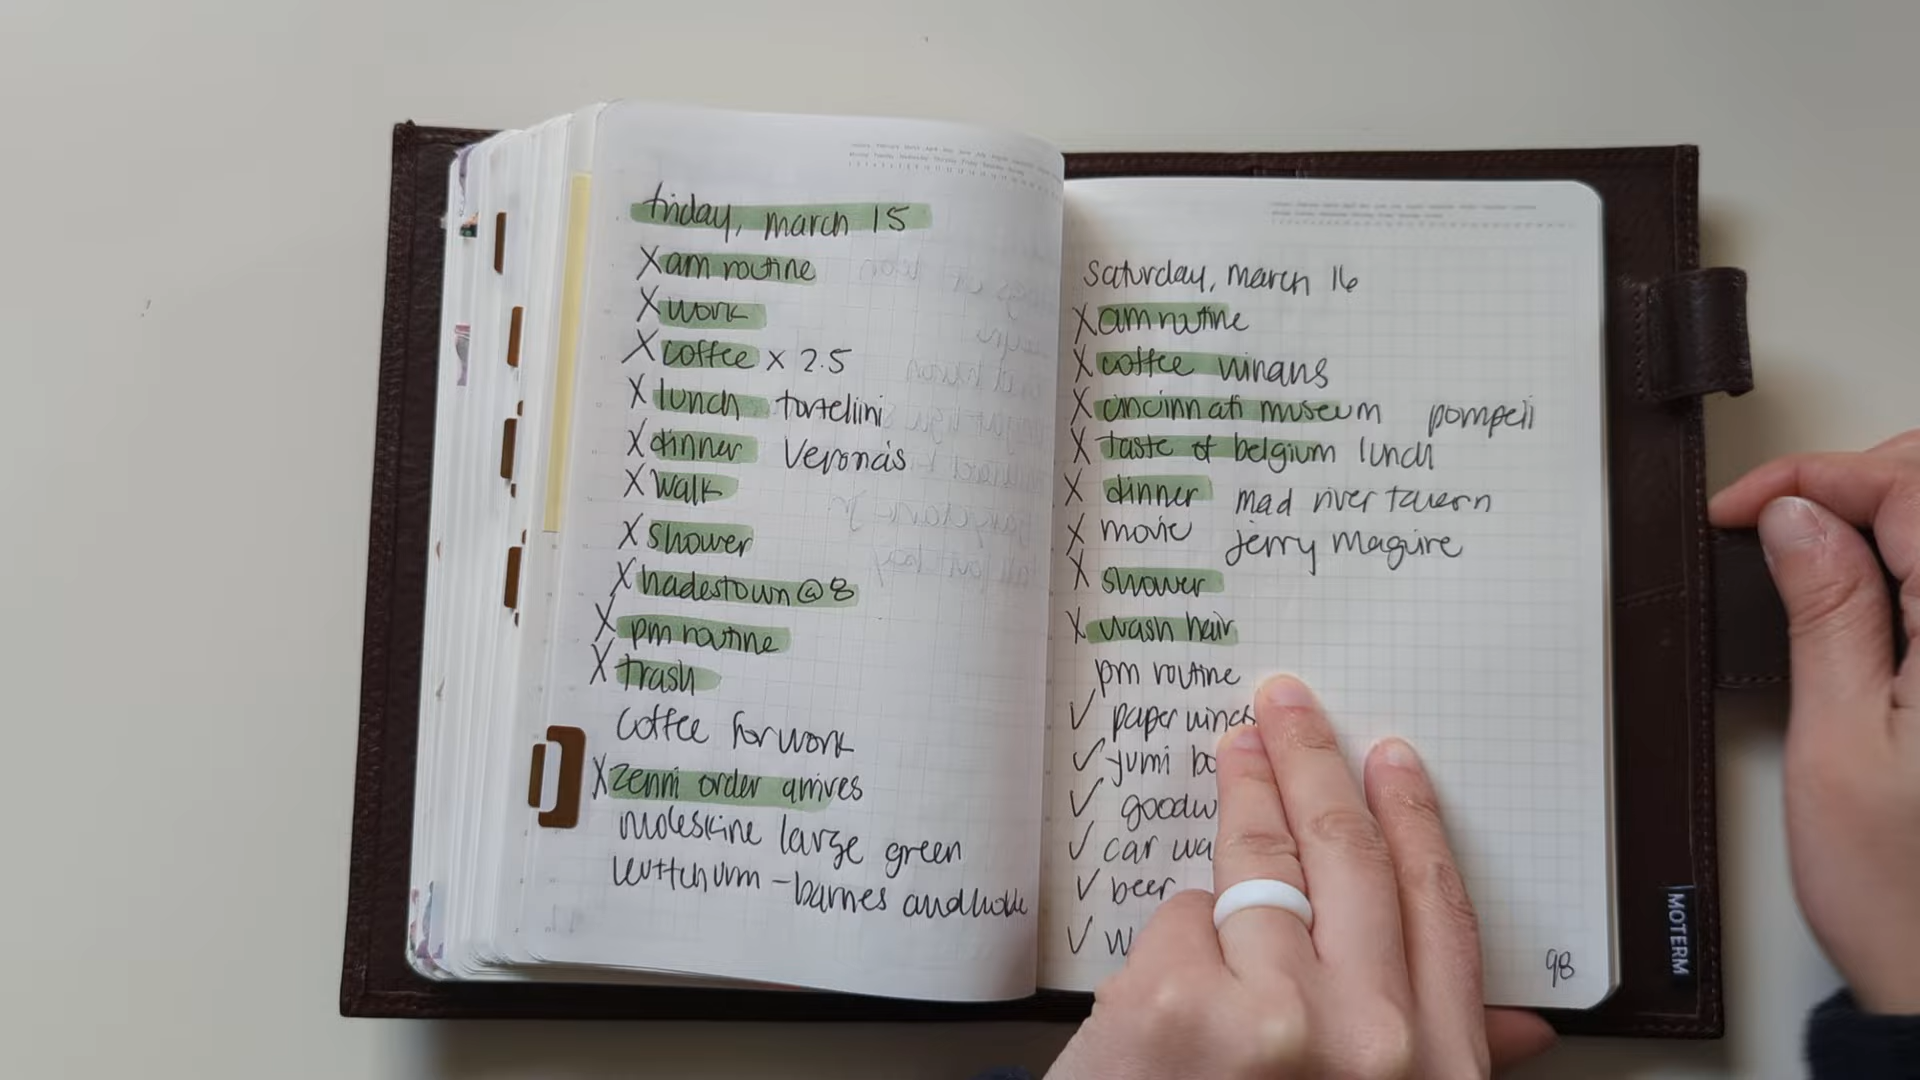 friday, march 15
X am routine
X work
X coffee x 2.5
X lunch tortellini
X dinner Veronas
X walk
X shower
X hadestown @ 8
X pm routine
X trash
coffee for work
X zenni order arrives
moleskine large green
leuttchurm - barnes and noble
saturday, march 16
X am routine
X coffee winans
X cincinnati museum pompeii
X taste of belgium lunch
X dinner mad river tavern
X movie jerry maguire
X shower
X wash hair
pm routine
✓ paper
✓ yumi
✓
✓ car
✓ beer
✓
98
MOTERM